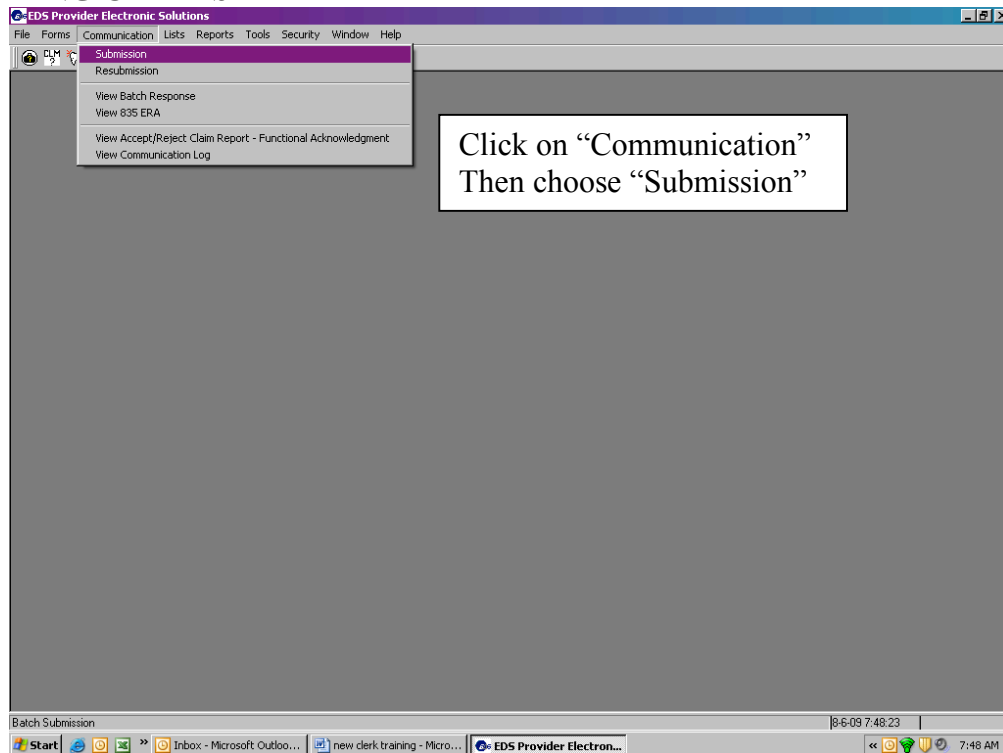 EDS Provider Electronic Solutions
File Forms Communication Lists Reports Tools Security Window Help
CLM ?
Submission
Resubmission
View Batch Response
View 835 ERA
View Accept/Reject Claim Report - Functional Acknowledgment
View Communication Log
Click on “Communication”
Then choose “Submission”
Batch Submission 8-6-09 7:48:23
Start » Inbox - Microsoft Outloo... new clerk training - Micro... EDS Provider Electron... « 7:48 AM